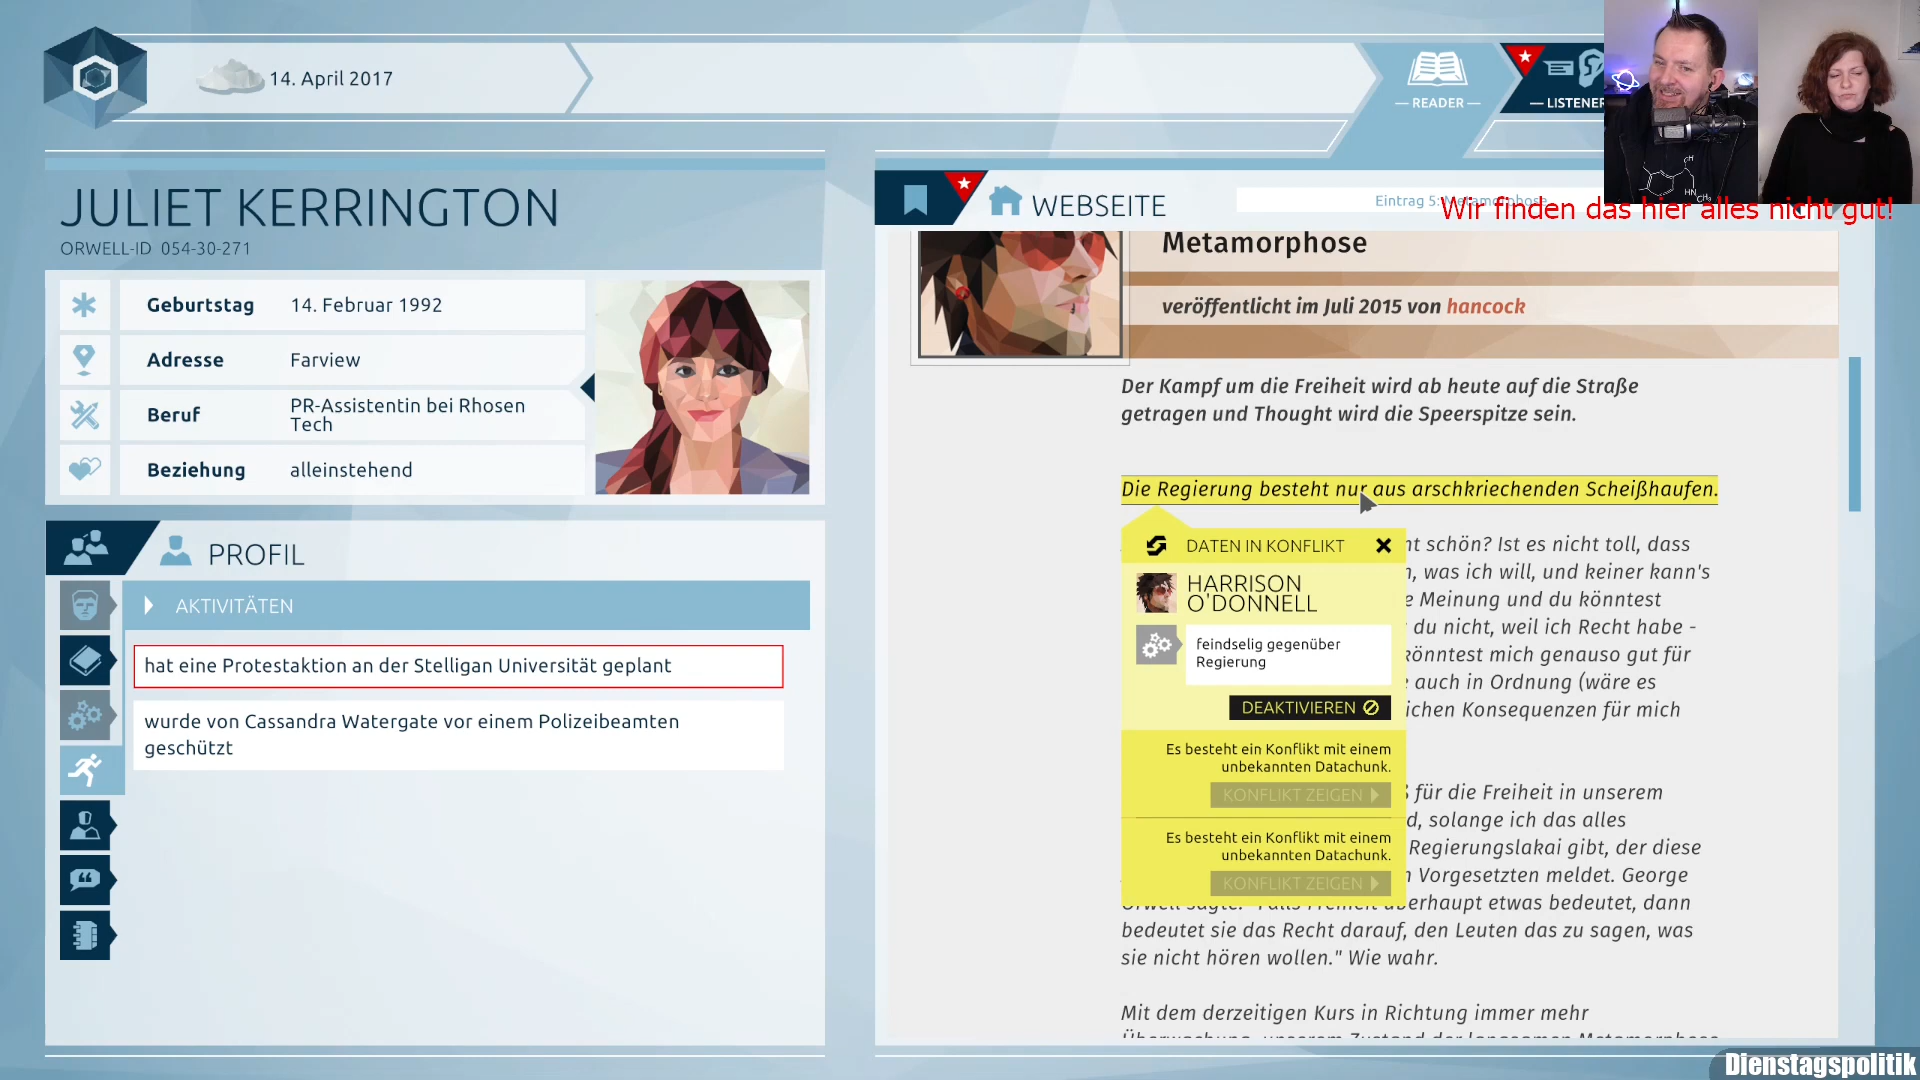 14. April 2017
READER
LISTENER
JULIET KERRINGTON
ORWELL-ID 054-30-271
Geburtstag 14. Februar 1992
Adresse Farview
Beruf PR-Assistentin bei Rhosen
Tech
Beziehung alleinstehend
PROFIL
AKTIVITÄTEN
hat eine Protestaktion an der Stelligan Universität geplant
wurde von Cassandra Watergate vor einem Polizeibeamten
geschützt
WEBSEITE
Eintrag 5: Metamorphose
Wir finden das hier alles nicht gut!
Metamorphose
veröffentlicht im Juli 2015 von hancock
Der Kampf um die Freiheit wird ab heute auf die Straße
getragen und Thought wird die Speerspitze sein.
Die Regierung besteht nur aus arschkriechenden Scheißhaufen.
DATEN IN KONFLIKT
HARRISON
O'DONNELL
feindselig gegenüber
Regierung
DEAKTIVIEREN
Es besteht ein Konflikt mit einem
unbekannten Datachunk.
KONFLIKT ZEIGEN
Es besteht ein Konflikt mit einem
unbekannten Datachunk.
KONFLIKT ZEIGEN
schön? Ist es nicht toll, dass
was ich will, und keiner kann's
Meinung und du könntest
du nicht, weil ich Recht habe -
könntest mich genauso gut für
auch in Ordnung (wäre es
Konsequenzen für mich
für die Freiheit in unserem
solange ich das alles
Regierungslakai gibt, der diese
Vorgesetzten meldet. George
etwas bedeutet, dann
bedeutet sie das Recht darauf, den Leuten das zu sagen, was
sie nicht hören wollen." Wie wahr.
Mit dem derzeitigen Kurs in Richtung immer mehr
Dienstagspolitik